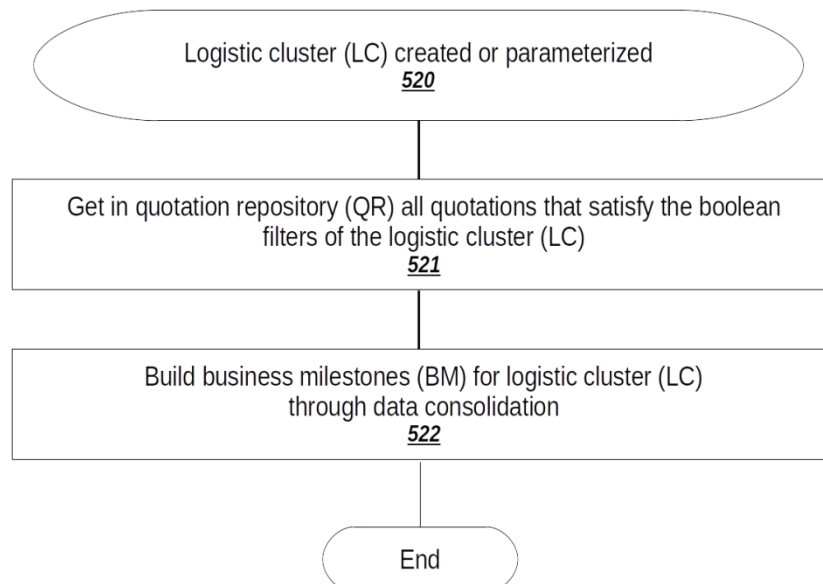 Logistic cluster (LC) created or parameterized
520
Get in quotation repository (QR) all quotations that satisfy the boolean
filters of the logistic cluster (LC)
521
Build business milestones (BM) for logistic cluster (LC)
through data consolidation
522
End